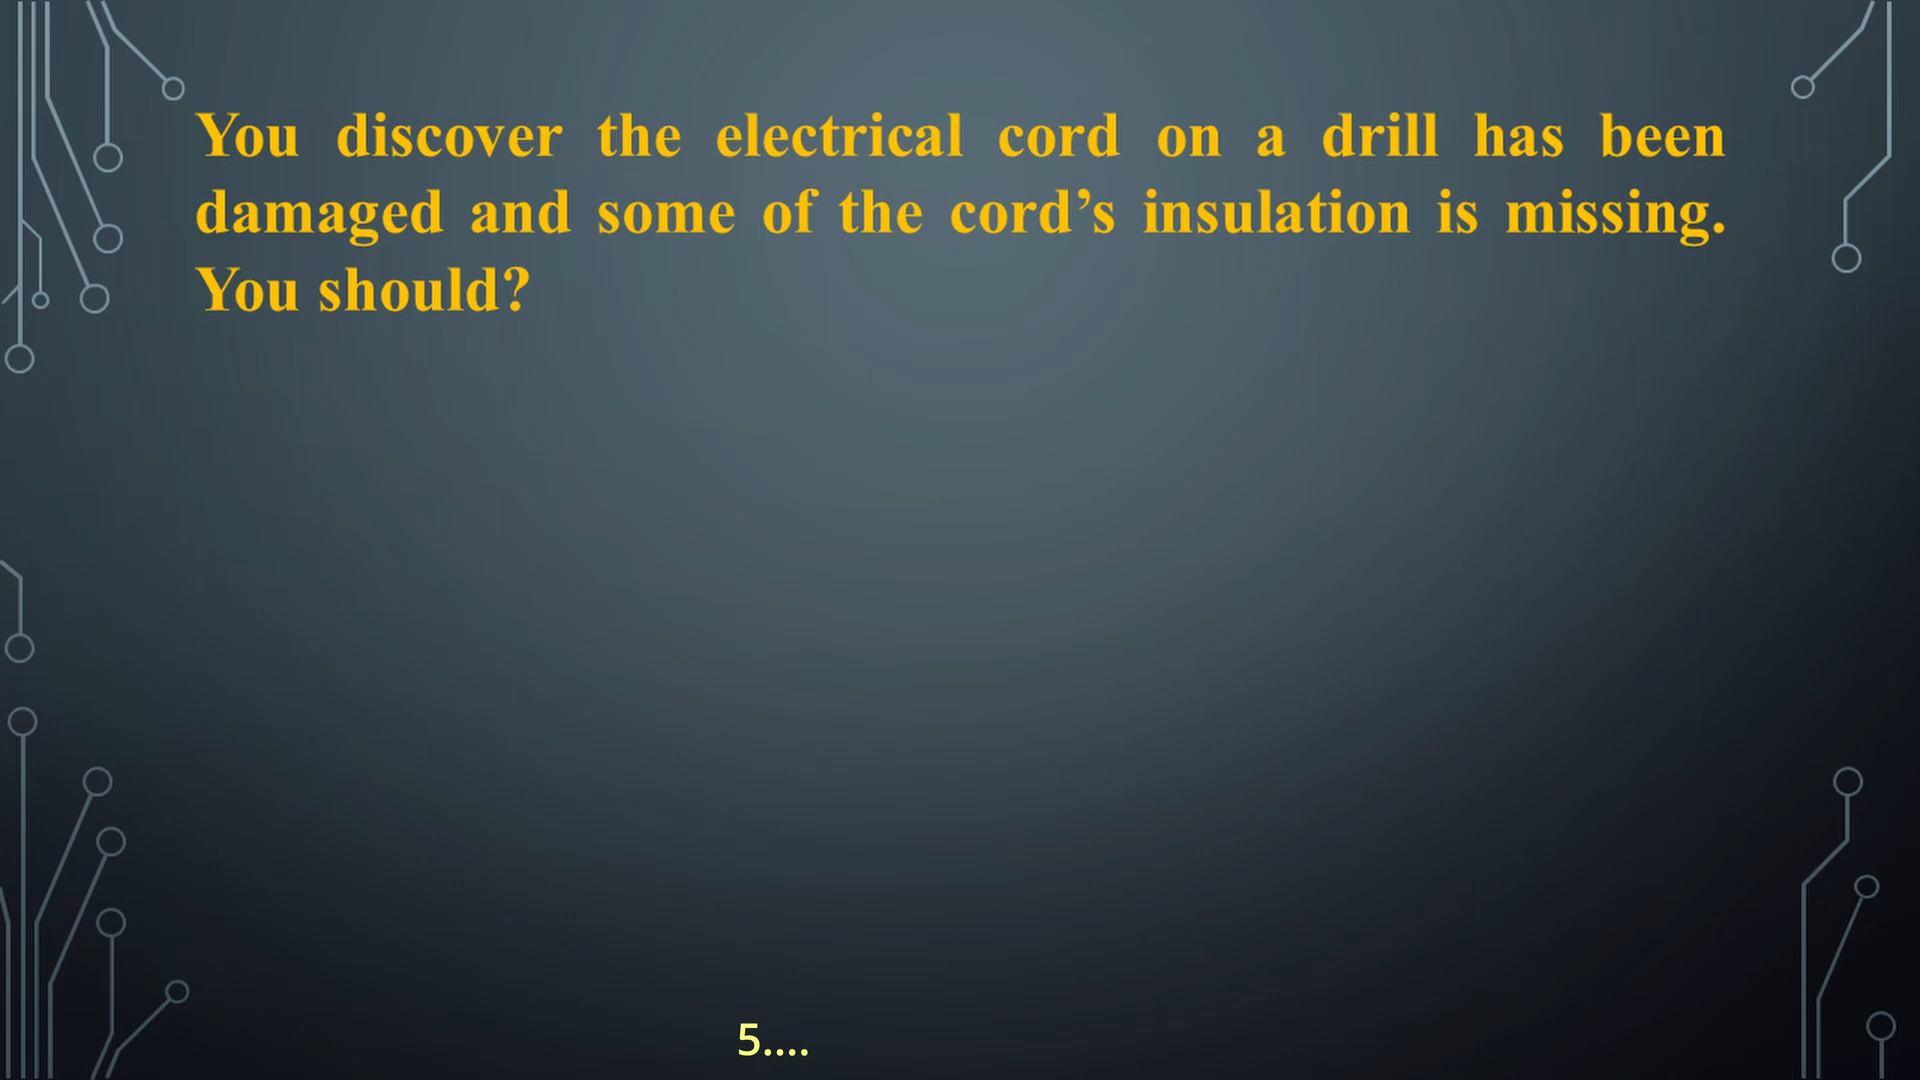 You discover the electrical cord on a drill has been
damaged and some of the cord’s insulation is missing.
You should?
5....